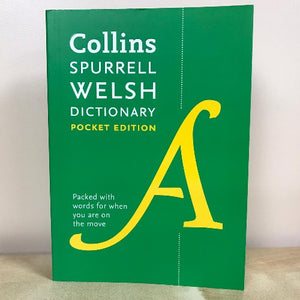 Collins
SPURRELL
WELSH
DICTIONARY
POCKET EDITION
A
Packed with
words for when
you are on
the move